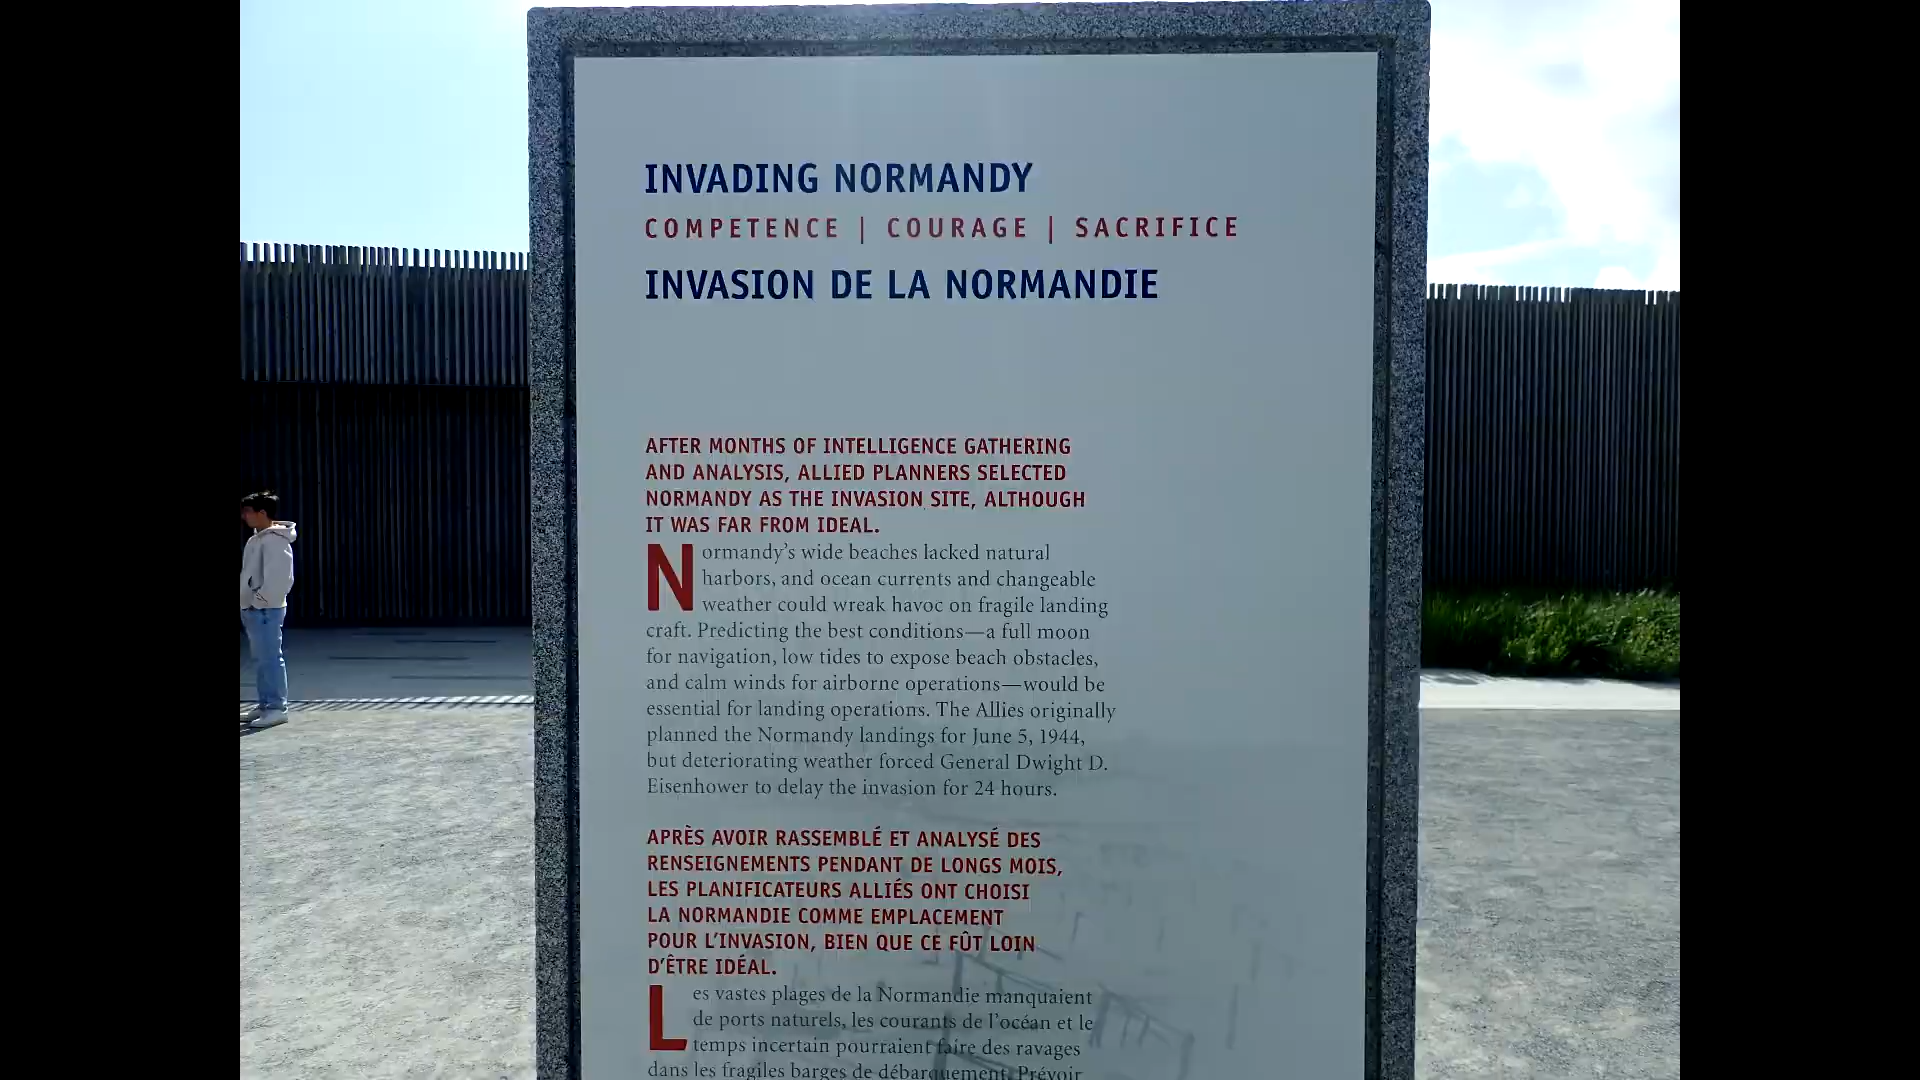 INVADING NORMANDY
COMPETENCE | COURAGE | SACRIFICE
INVASION DE LA NORMANDIE
AFTER MONTHS OF INTELLIGENCE GATHERING
AND ANALYSIS, ALLIED PLANNERS SELECTED
NORMANDY AS THE INVASION SITE, ALTHOUGH
IT WAS FAR FROM IDEAL.
Normandy's wide beaches lacked natural
harbors, and ocean currents and changeable
weather could wreak havoc on fragile landing
craft. Predicting the best conditions—a full moon
for navigation, low tides to expose beach obstacles,
and calm winds for airborne operations—would be
essential for landing operations. The Allies originally
planned the Normandy landings for June 5, 1944,
but deteriorating weather forced General Dwight D.
Eisenhower to delay the invasion for 24 hours.
APRÈS AVOIR RASSEMBLÉ ET ANALYSÉ DES
RENSEIGNEMENTS PENDANT DE LONGS MOIS,
LES PLANIFICATEURS ALLIÉS ONT CHOISI
LA NORMANDIE COMME EMPLACEMENT
POUR L'INVASION, BIEN QUE CE FÛT LOIN
D'ÊTRE IDÉAL.
Les vastes plages de la Normandie manquaient
de ports naturels, les courants de l'océan et le
temps incertain pourraient faire des ravages
dans les fragiles barges de débarquement. Prévoir